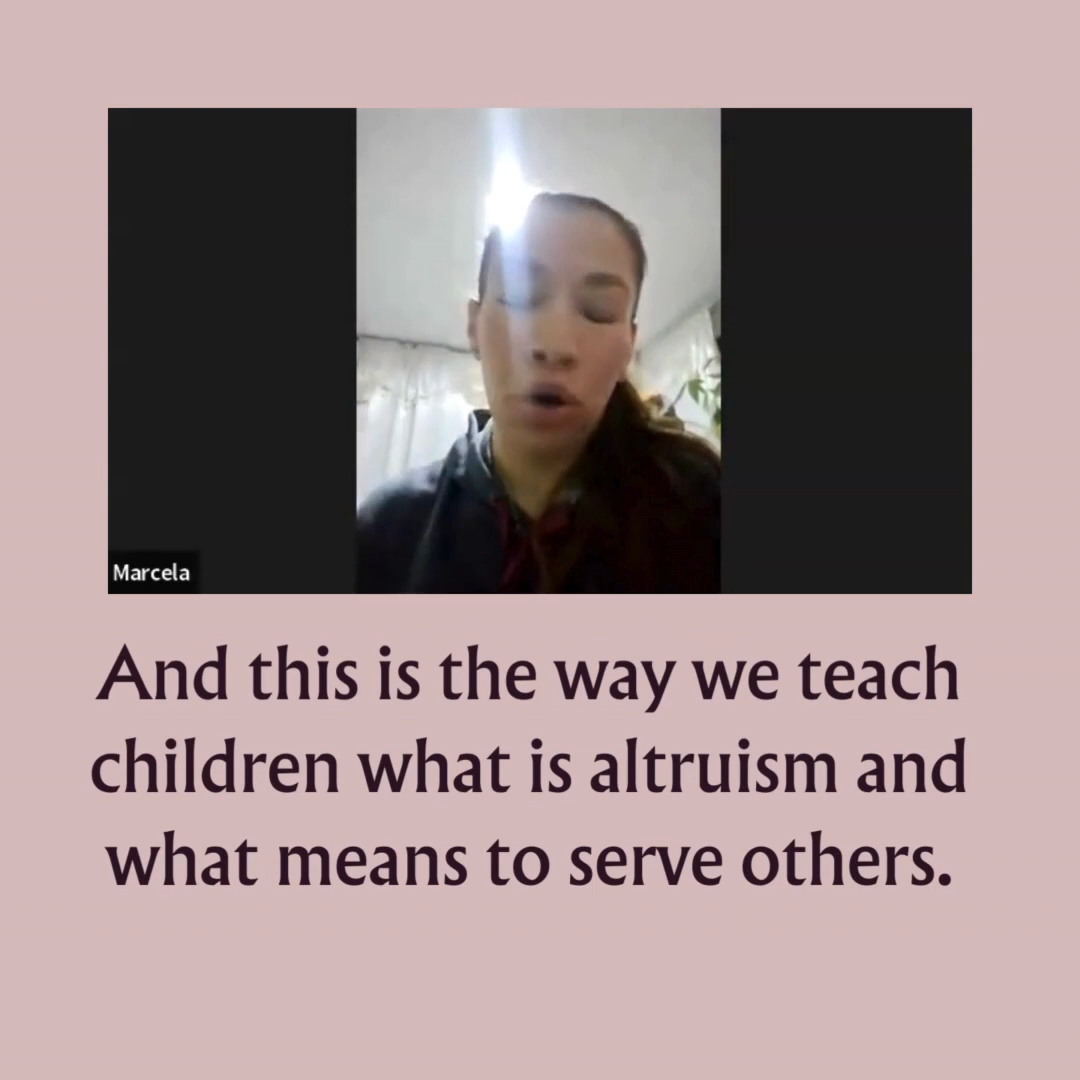 Marcela
And this is the way we teach
children what is altruism and
what means to serve others.